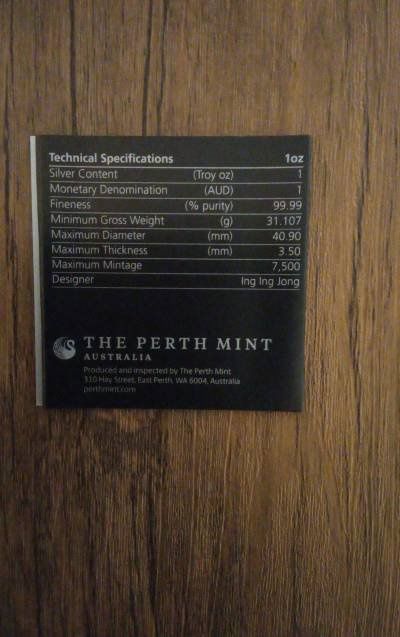 Technical Specifications 1oz
Silver Content (Troy oz) 1
Monetary Denomination (AUD) 1
Fineness (% purity) 99.99
Minimum Gross Weight (g) 31.107
Maximum Diameter (mm) 40.90
Maximum Thickness (mm) 3.50
Maximum Mintage 7,500
Designer Ing Ing Jong
THE PERTH MINT
AUSTRALIA
Produced and inspected by The Perth Mint
310 Hay Street, East Perth, WA 6004, Australia
perthmint.com